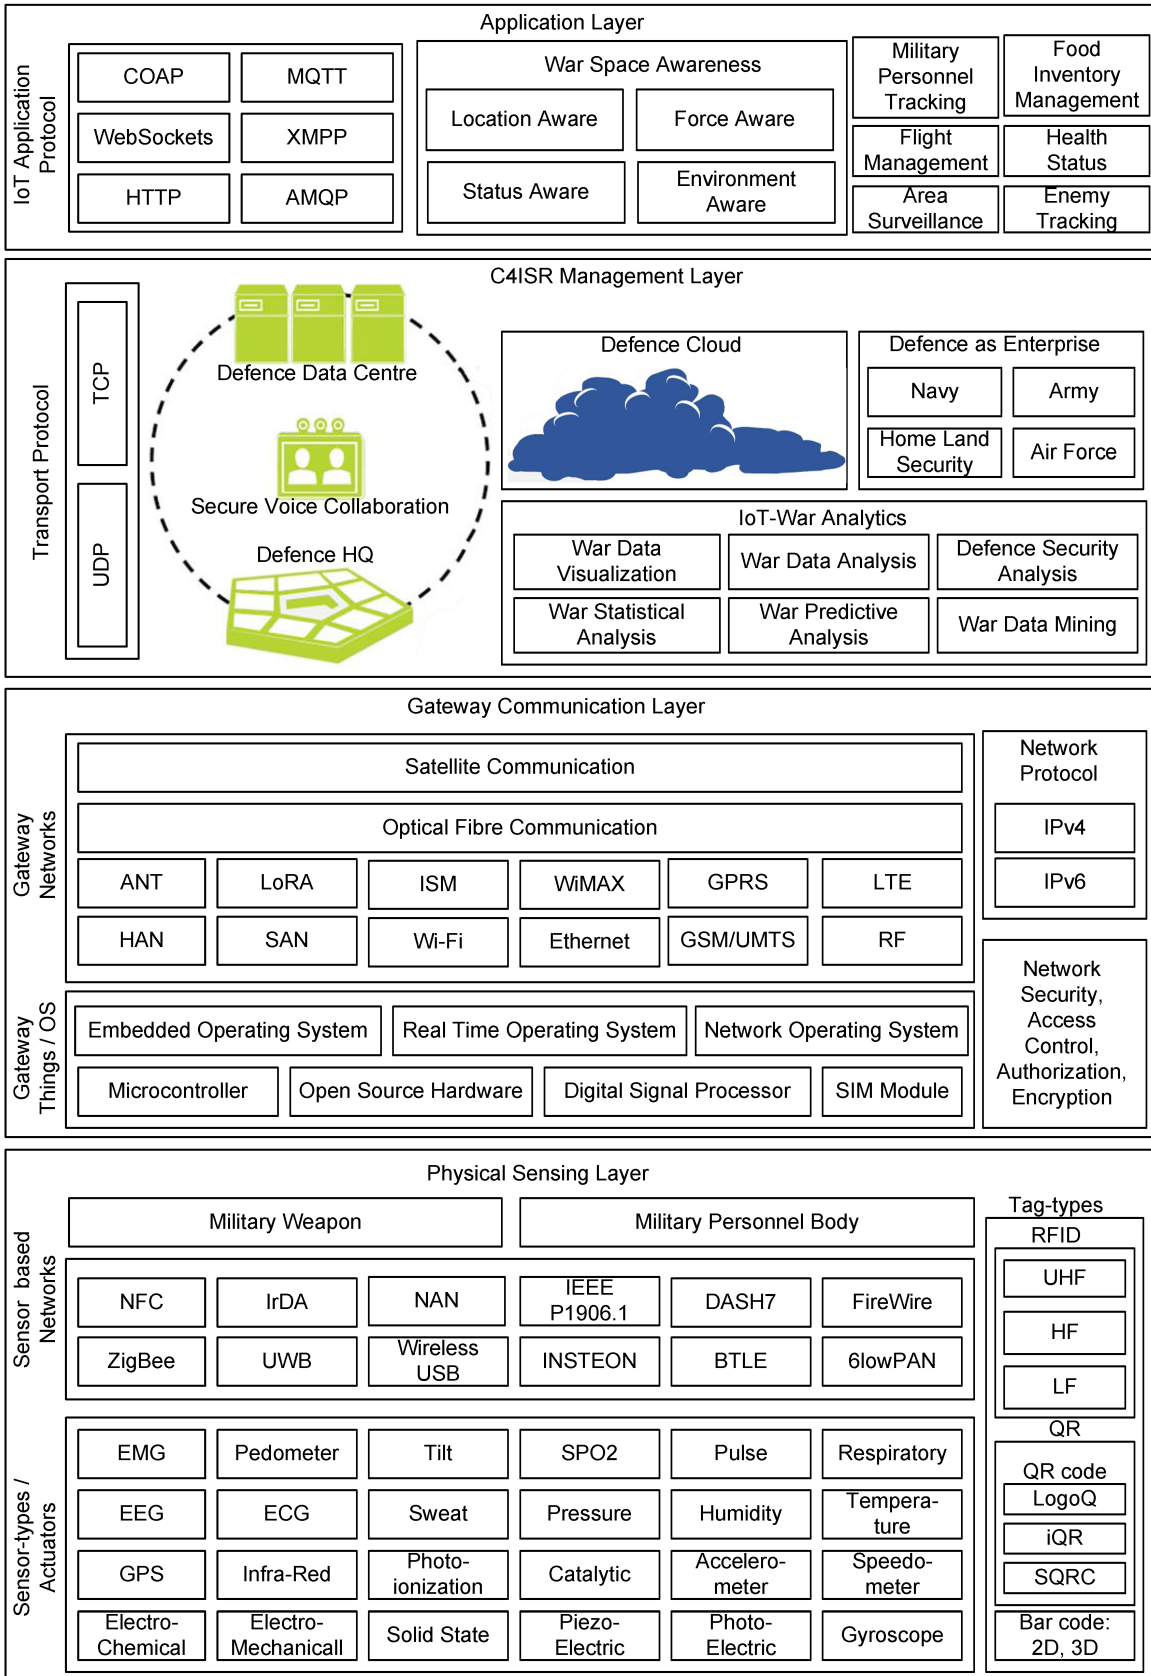 Application Layer
IoT Application
Protocol
COAP
MQTT
WebSockets
XMPP
HTTP
AMQP
War Space Awareness
Location Aware
Force Aware
Status Aware
Environment
Aware
Military
Personnel
Tracking
Food
Inventory
Management
Flight
Management
Health
Status
Area
Surveillance
Enemy
Tracking
C4ISR Management Layer
Transport Protocol
TCP
UDP
Defence Data Centre
Secure Voice Collaboration
Defence HQ
Defence Cloud
Defence as Enterprise
Navy
Army
Home Land
Security
Air Force
IoT-War Analytics
War Data
Visualization
War Data Analysis
Defence Security
Analysis
War Statistical
Analysis
War Predictive
Analysis
War Data Mining
Gateway Communication Layer
Gateway
Networks
Satellite Communication
Optical Fibre Communication
ANT
LoRA
ISM
WiMAX
GPRS
LTE
HAN
SAN
Wi-Fi
Ethernet
GSM/UMTS
RF
Network
Protocol
IPv4
IPv6
Gateway
Things / OS
Embedded Operating System
Real Time Operating System
Network Operating System
Microcontroller
Open Source Hardware
Digital Signal Processor
SIM Module
Network
Security,
Access
Control,
Authorization,
Encryption
Physical Sensing Layer
Sensor based
Networks
Military Weapon
Military Personnel Body
NFC
IrDA
NAN
IEEE
P1906.1
DASH7
FireWire
ZigBee
UWB
Wireless
USB
INSTEON
BTLE
6lowPAN
Sensor-types /
Actuators
EMG
Pedometer
Tilt
SPO2
Pulse
Respiratory
EEG
ECG
Sweat
Pressure
Humidity
Tempera-
ture
GPS
Infra-Red
Photo-
ionization
Catalytic
Accelero-
meter
Speedo-
meter
Electro-
Chemical
Electro-
Mechanicall
Solid State
Piezo-
Electric
Photo-
Electric
Gyroscope
Tag-types
RFID
UHF
HF
LF
QR
QR code
LogoQ
iQR
SQRC
Bar code:
2D, 3D